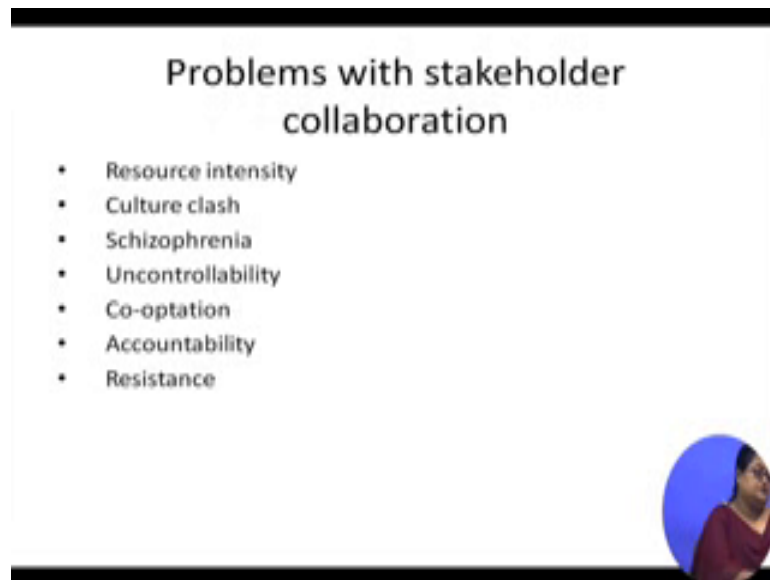 Problems with stakeholder
collaboration
• Resource intensity
• Culture clash
• Schizophrenia
• Uncontrollability
• Co-optation
• Accountability
• Resistance